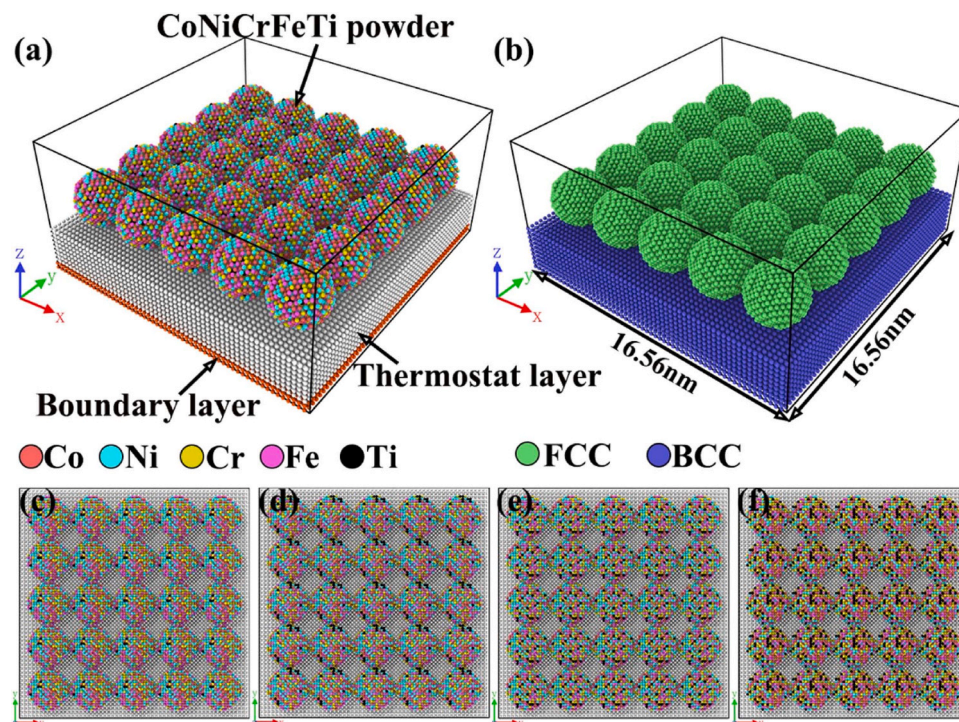 CoNiCrFeTi powder
(a)
(b)
z
y
x
z
y
x
Thermostat layer
Boundary layer
16.56nm
16.56nm
Co Ni Cr Fe Ti FCC BCC
(c) (d) (e) (f)